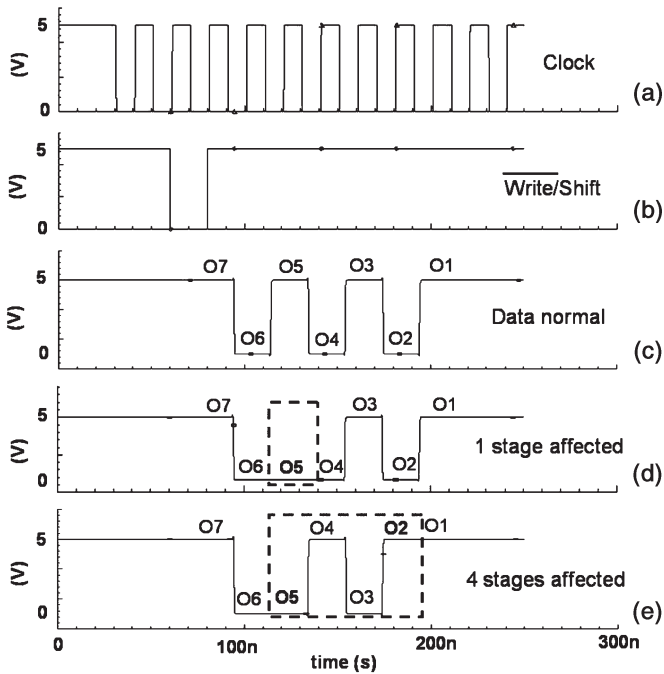 5
(V)
0
Clock
(a)
5
(V)
0
Write/Shift
(b)
O7 O5 O3 O1
5
(V)
O6 O4 O2
0
Data normal
(c)
O7 O3 O1
5
(V)
O6 O5 O4 O2
0
1 stage affected
(d)
O7 O4 O2 O1
5
(V)
O6 O5 O3
0
4 stages affected
(e)
0 100n 200n 300n
time (s)